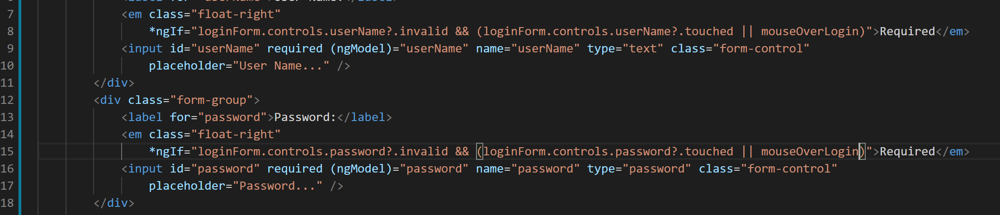 7 <em class="float-right"
8 *ngIf="loginForm.controls.userName?.invalid && (loginForm.controls.userName?.touched || mouseOverLogin)">Required</em>
9 <input id="userName" required (ngModel)="userName" name="userName" type="text" class="form-control"
10 placeholder="User Name..." />
11 </div>
12 <div class="form-group">
13 <label for="password">Password:</label>
14 <em class="float-right"
15 *ngIf="loginForm.controls.password?.invalid && (loginForm.controls.password?.touched || mouseOverLogin)">Required</em>
16 <input id="password" required (ngModel)="password" name="password" type="password" class="form-control"
17 placeholder="Password..." />
18 </div>